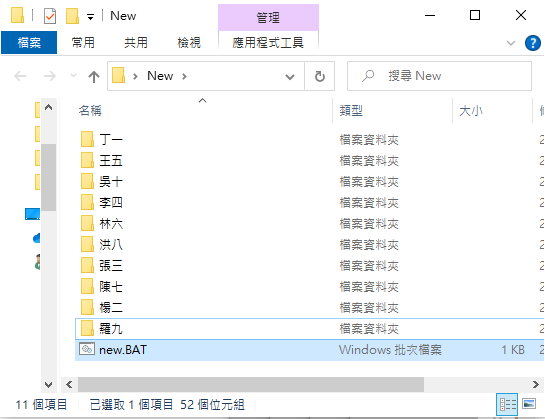 New
管理
檔案 常用 共用 檢視 應用程式工具
New
搜尋 New
名稱 類型 大小
丁一 檔案資料夾
王五 檔案資料夾
吳十 檔案資料夾
李四 檔案資料夾
林六 檔案資料夾
洪八 檔案資料夾
張三 檔案資料夾
陳七 檔案資料夾
楊二 檔案資料夾
羅九 檔案資料夾
new.BAT Windows 批次檔案 1 KB
11 個項目 已選取 1 個項目 52 個位元組